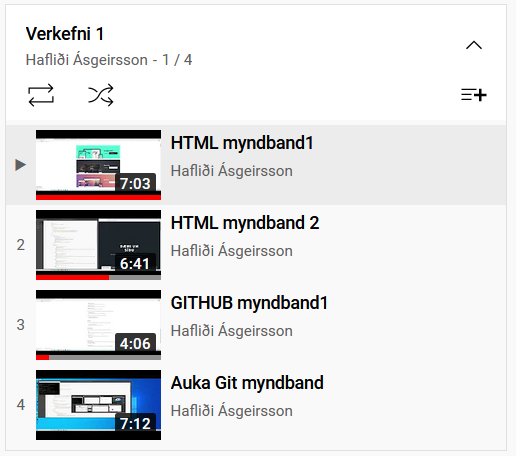 Verkefni 1
Hafliði Ásgeirsson - 1 / 4
HTML myndband1
Hafliði Ásgeirsson
7:03
2
HTML myndband 2
Hafliði Ásgeirsson
6:41
3
GITHUB myndband1
Hafliði Ásgeirsson
4:06
4
Auka Git myndband
Hafliði Ásgeirsson
7:12